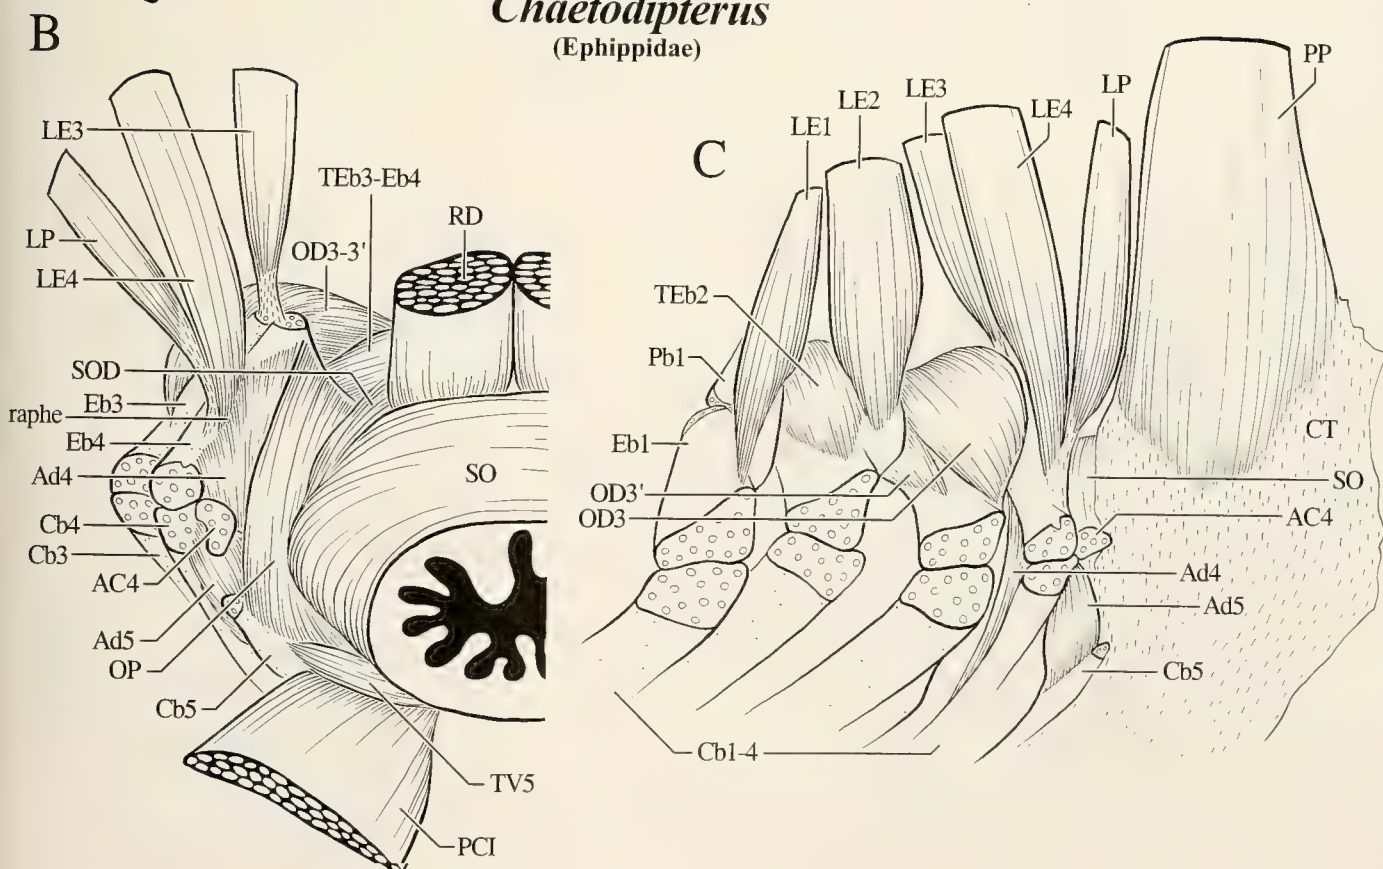 Chaetodipterus
(Ephippidae)
B
LE3
TEb3-Eb4
RD
LP
OD3-3'
LE4
SOD
Eb3
raphe
Eb4
SO
Ad4
Cb4
Cb3
AC4
Ad5
OP
Cb5
TV5
PCI
C
PP
LP
LE3
LE2
LE4
LE1
TEb2
Pb1
CT
Eb1
SO
OD3'
OD3
AC4
Ad4
Ad5
Cb5
Cb1-4